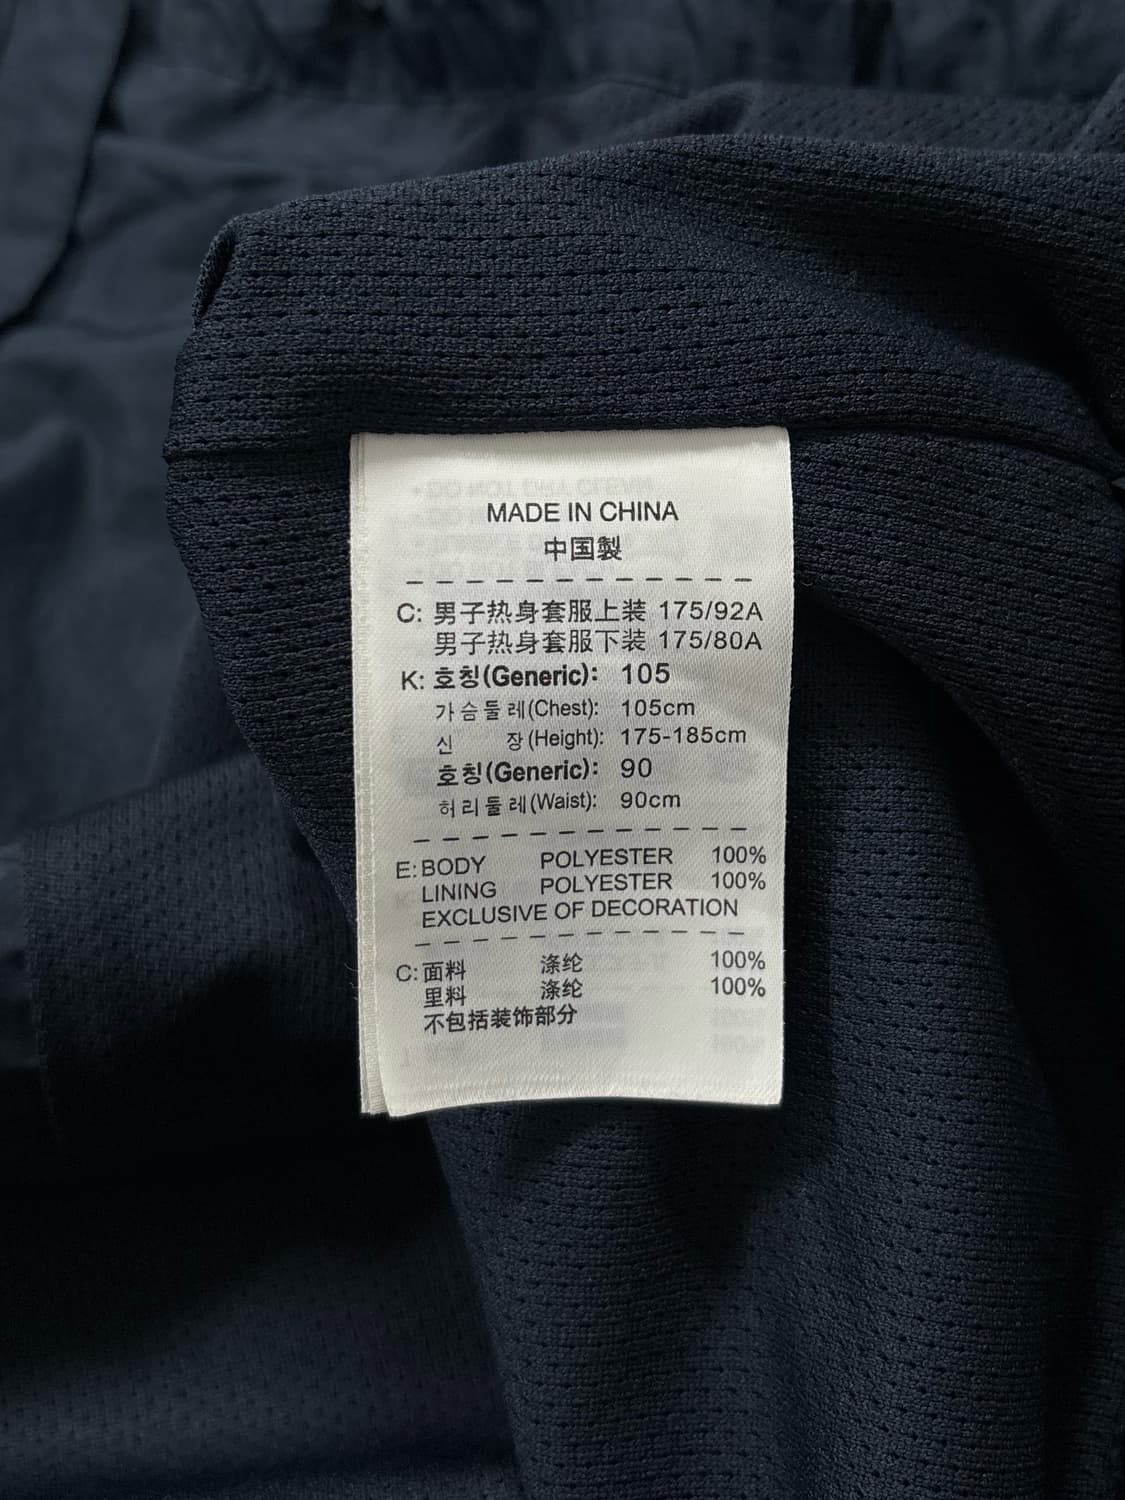 MADE IN CHINA
中国製
C: 男子热身套服上装 175/92A
男子热身套服下装 175/80A
K: 호칭(Generic): 105
가슴둘레(Chest): 105cm
신 장(Height): 175-185cm
호칭(Generic): 90
허리둘레(Waist): 90cm
E: BODY POLYESTER 100%
LINING POLYESTER 100%
EXCLUSIVE OF DECORATION
C: 面料 涤纶 100%
里料 涤纶 100%
不包括装饰部分